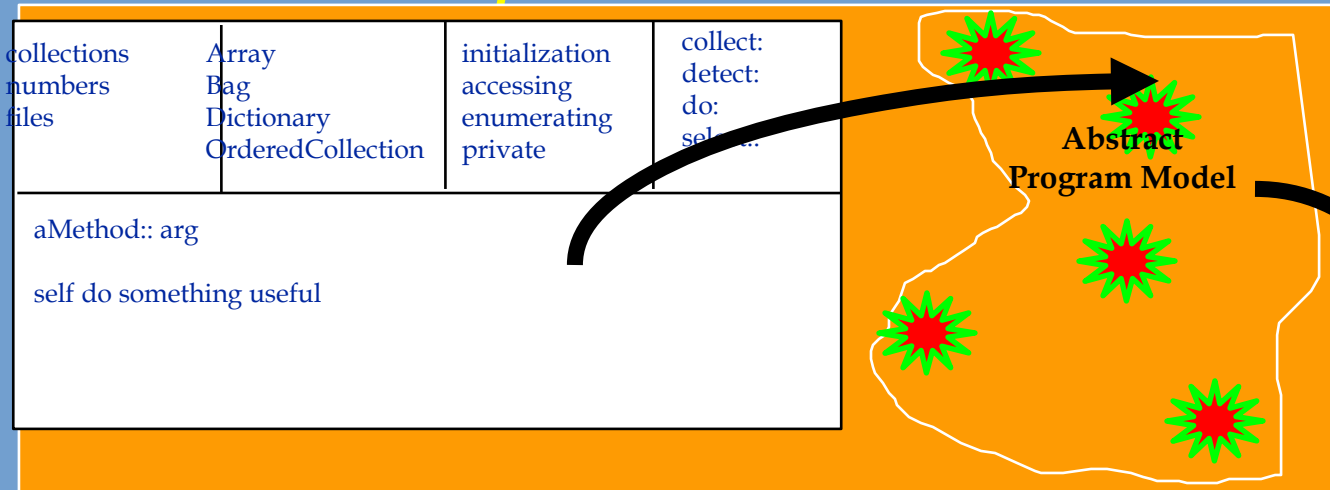 collections
numbers
files
Array
Bag
Dictionary
OrderedCollection
initialization
accessing
enumerating
private
collect:
detect:
do:
aMethod:: arg
self do something useful
Abstract
Program Model